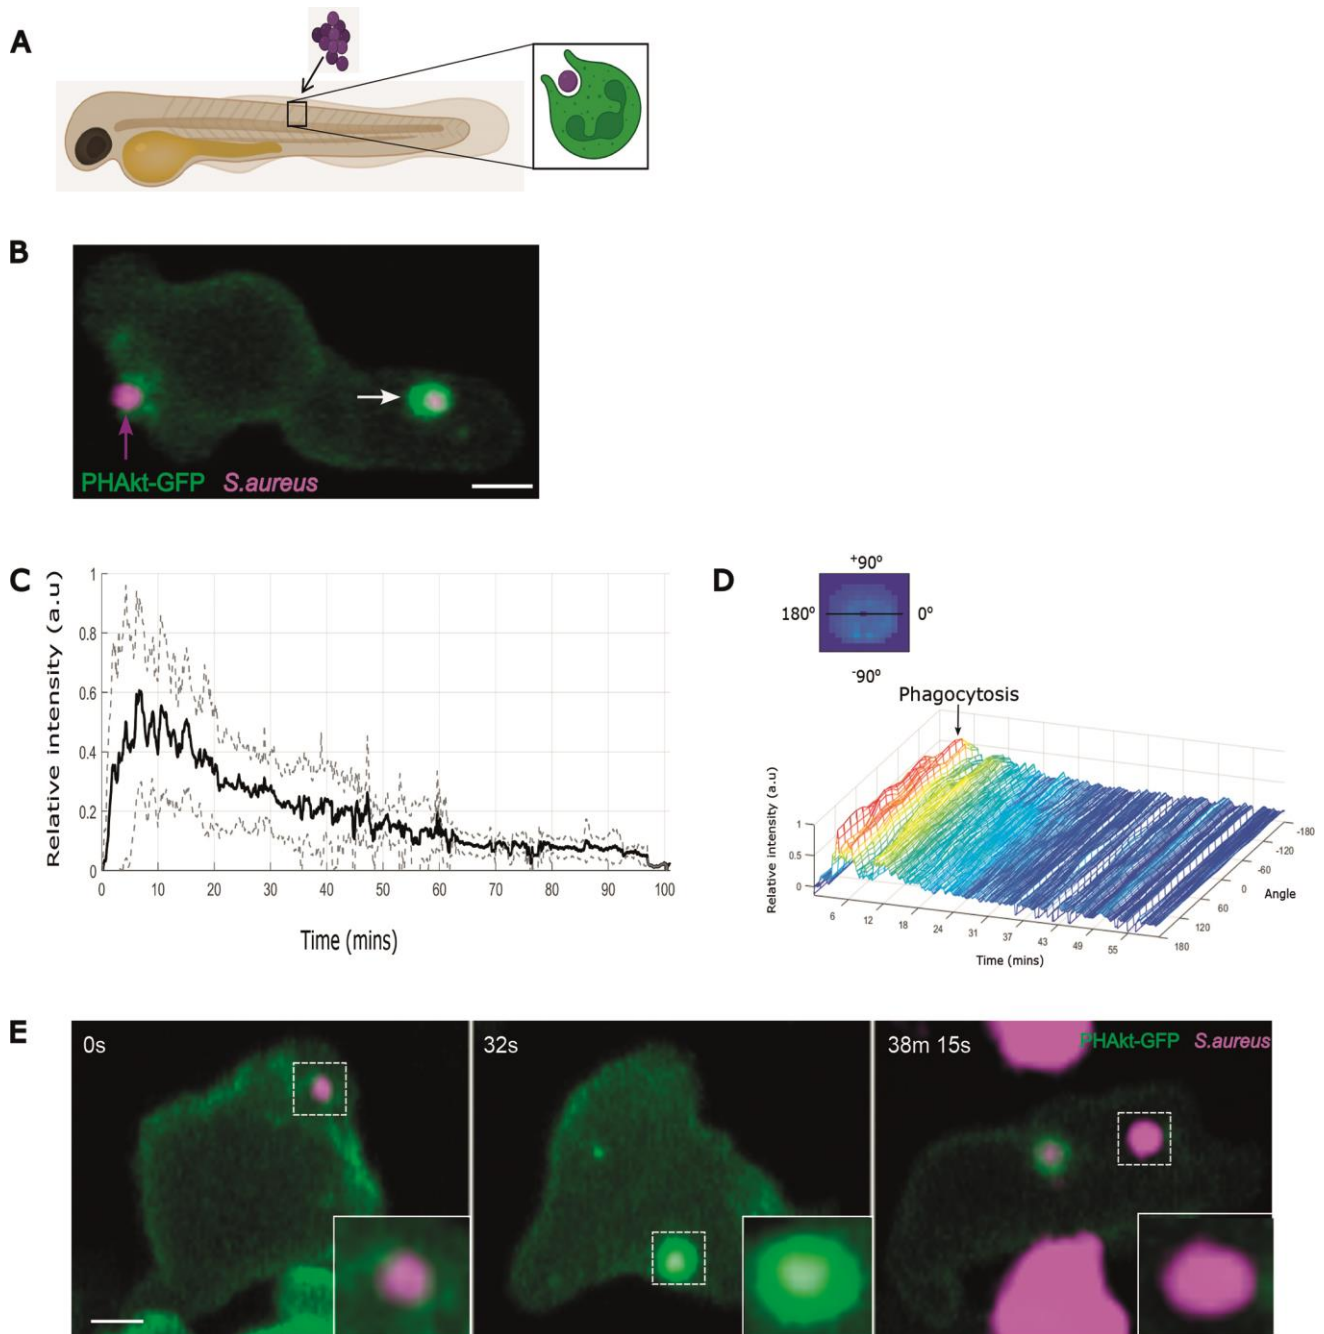 A
B
PHAkt-GFP S.aureus
C
Relative intensity (a.u)
1
0.8
0.6
0.4
0.2
0
0 10 20 30 40 50 60 70 80 90 100
Time (mins)
D
+90º
180º 0º
-90º
Phagocytosis
Relative intensity (a.u)
1
0.5
0
6 12 18 24 31 37 43 49 55
Time (mins)
-180
-120
-60
0
60
120
180
Angle
E
0s
32s
38m 15s
PHAkt-GFP S.aureus